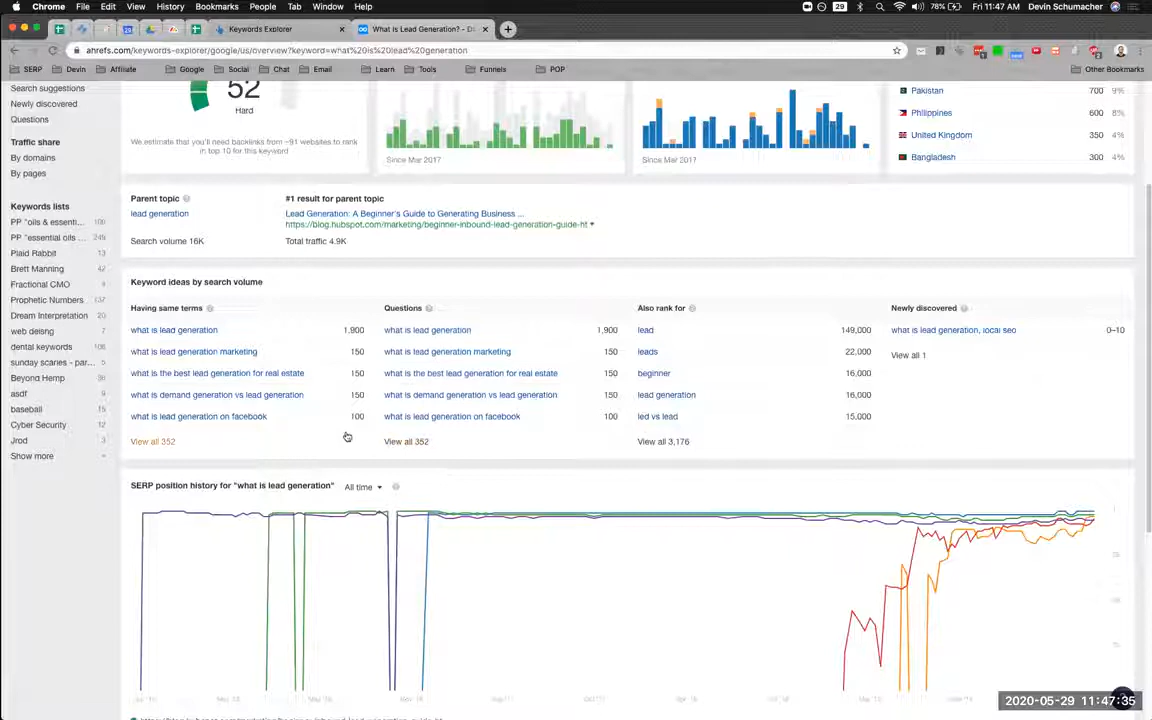 Chrome File Edit View History Bookmarks People Tab Window Help
29 78% Fri 11:47 AM Devin Schumacher
Keywords Explorer
What is Lead Generation? - D
ahrefs.com/keywords-explorer/google/us/overview?keyword=what%20is%20lead%20generation
SERP Devin Affiliate Google Social Chat Email Learn Tools Funnels POP Other Bookmarks
Search suggestions
Newly discovered
Questions
Traffic share
By domains
By pages
Keywords lists
PP "oils & essenti... 100
PP "essential oils ... 249
Plaid Rabbit 13
Brett Manning 42
Fractional CMO 4
Prophetic Numbers 137
Dream Interpretation 20
web deisng 3
dental keywords 106
sunday scaries - par... 5
Beyond Hemp 36
asdf 9
baseball 15
Cyber Security 12
Jrod 3
Show more
52
Hard
We estimate that you'll need backlinks from ~91 websites to rank
in top 10 for this keyword
Since Mar 2017
Since Mar 2017
Pakistan 700 9%
Philippines 600 8%
United Kingdom 350 4%
Bangladesh 300 4%
Parent topic
lead generation
Search volume 16K
#1 result for parent topic
Lead Generation: A Beginner's Guide to Generating Business ...
https://blog.hubspot.com/marketing/beginner-inbound-lead-generation-guide-ht
Total traffic 4.9K
Keyword ideas by search volume
Having same terms
what is lead generation 1,900
what is lead generation marketing 150
what is the best lead generation for real estate 150
what is demand generation vs lead generation 150
what is lead generation on facebook 100
View all 352
Questions
what is lead generation 1,900
what is lead generation marketing 150
what is the best lead generation for real estate 150
what is demand generation vs lead generation 150
what is lead generation on facebook 100
View all 352
Also rank for
lead 149,000
leads 22,000
beginner 16,000
lead generation 16,000
led vs lead 15,000
View all 3,176
Newly discovered
what is lead generation, local seo 0–10
View all 1
SERP position history for "what is lead generation" All time
2020-05-29 11:47:35